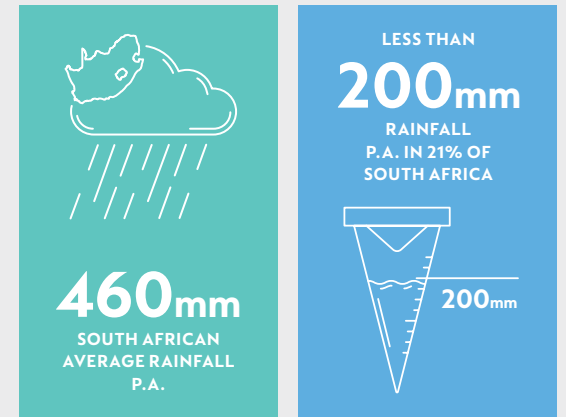 460mm
SOUTH AFRICAN
AVERAGE RAINFALL
P.A.
LESS THAN
200mm
RAINFALL
P.A. IN 21% OF
SOUTH AFRICA
200mm